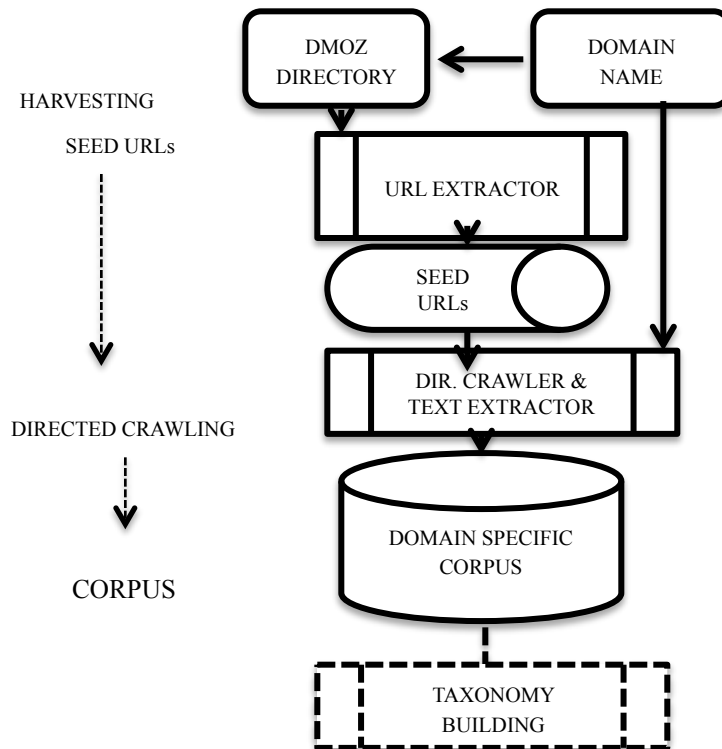 DMOZ
DIRECTORY
DOMAIN
NAME
HARVESTING
SEED URLs
URL EXTRACTOR
SEED
URLs
DIR. CRAWLER &
TEXT EXTRACTOR
DIRECTED CRAWLING
DOMAIN SPECIFIC
CORPUS
CORPUS
TAXONOMY
BUILDING